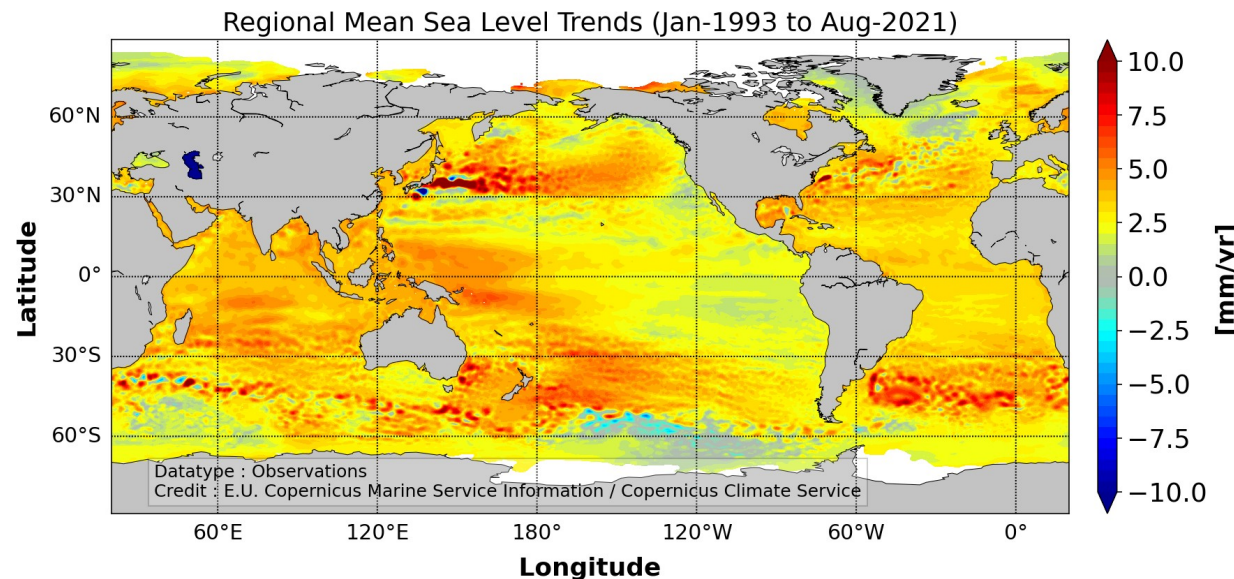 Regional Mean Sea Level Trends (Jan-1993 to Aug-2021)
60°N
30°N
0°
30°S
60°S
Latitude
Datatype : Observations
Credit : E.U. Copernicus Marine Service Information / Copernicus Climate Service
60°E
120°E
180°
120°W
60°W
0°
Longitude
10.0
7.5
5.0
2.5
0.0
−2.5
−5.0
−7.5
−10.0
[mm/yr]